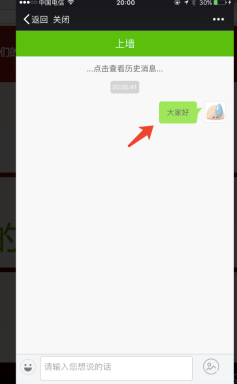 中国电信 20:00 30%
返回 关闭
上墙
...点击查看历史消息...
大家好
请输入您想说的话